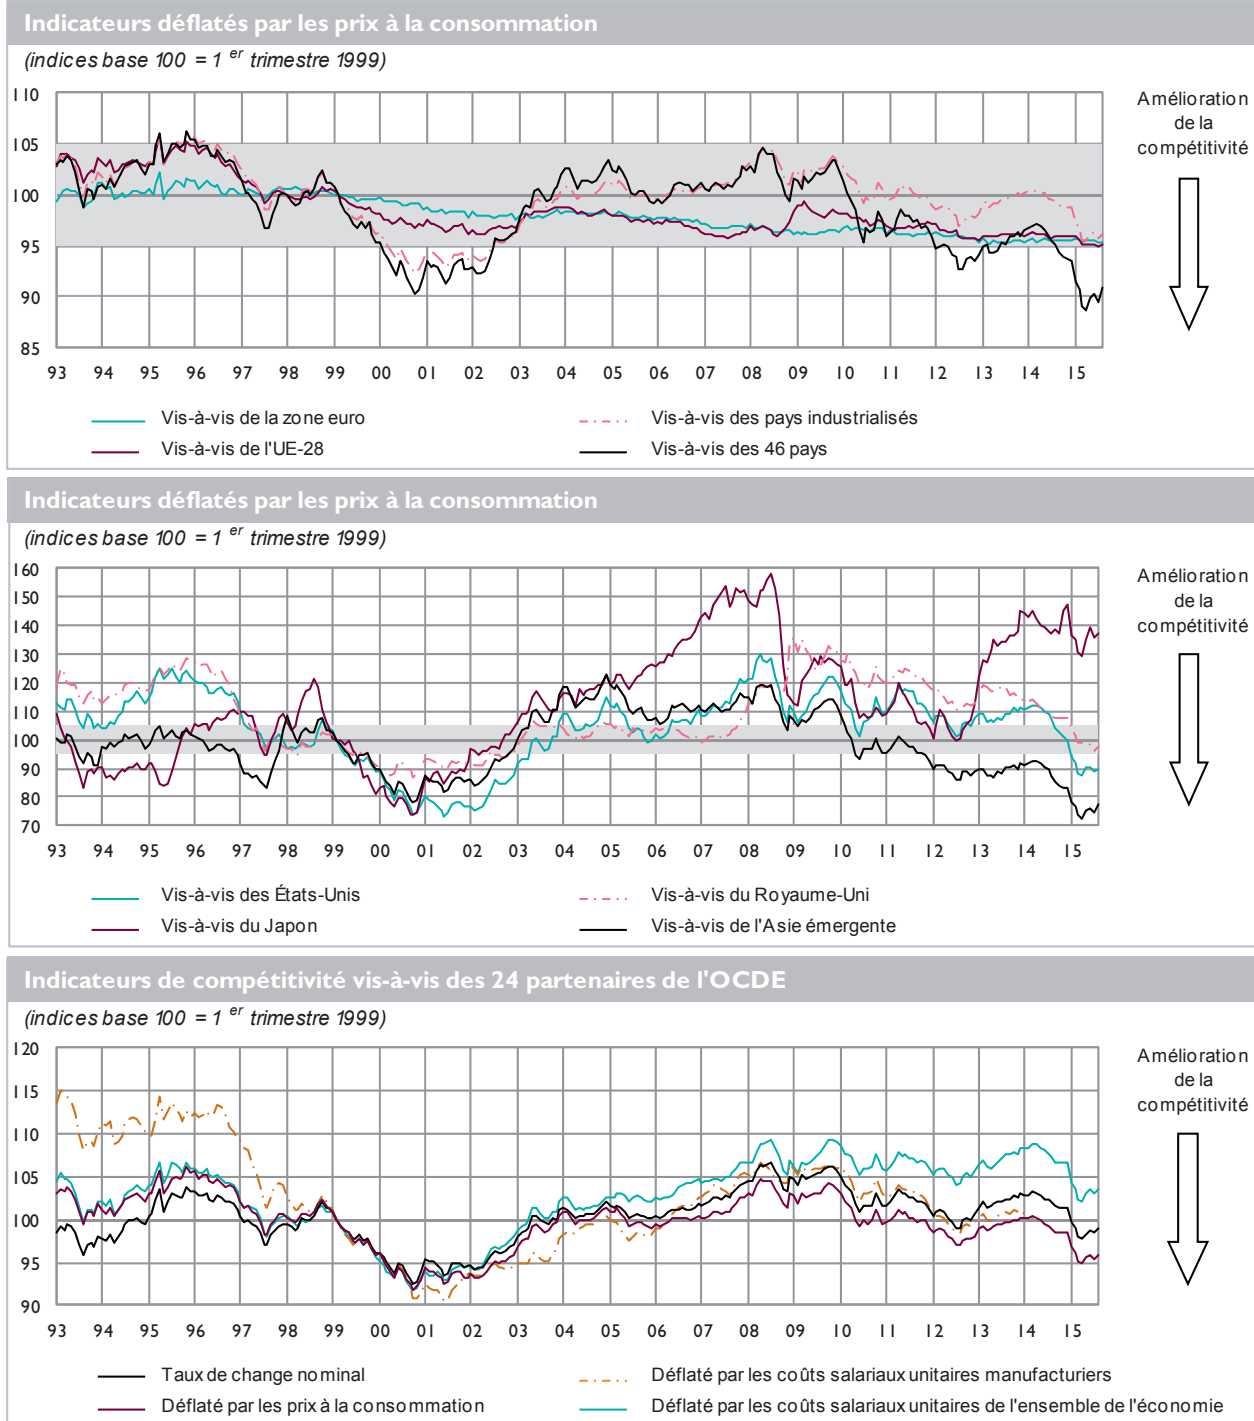 Indicateurs déflatés par les prix à la consommation
(indices base 100 = 1 er trimestre 1999)
110
105
100
95
90
85
93 94 95 96 97 98 99 00 01 02 03 04 05 06 07 08 09 10 11 12 13 14 15
Amélioration
de la
compétitivité
Vis-à-vis de la zone euro
Vis-à-vis des pays industrialisés
Vis-à-vis de l'UE-28
Vis-à-vis des 46 pays
Indicateurs déflatés par les prix à la consommation
(indices base 100 = 1 er trimestre 1999)
160
150
140
130
120
110
100
90
80
70
93 94 95 96 97 98 99 00 01 02 03 04 05 06 07 08 09 10 11 12 13 14 15
Amélioration
de la
compétitivité
Vis-à-vis des États-Unis
Vis-à-vis du Royaume-Uni
Vis-à-vis du Japon
Vis-à-vis de l'Asie émergente
Indicateurs de compétitivité vis-à-vis des 24 partenaires de l'OCDE
(indices base 100 = 1 er trimestre 1999)
120
115
110
105
100
95
90
93 94 95 96 97 98 99 00 01 02 03 04 05 06 07 08 09 10 11 12 13 14 15
Amélioration
de la
compétitivité
Taux de change nominal
Déflaté par les coûts salariaux unitaires manufacturiers
Déflaté par les prix à la consommation
Déflaté par les coûts salariaux unitaires de l'ensemble de l'économie